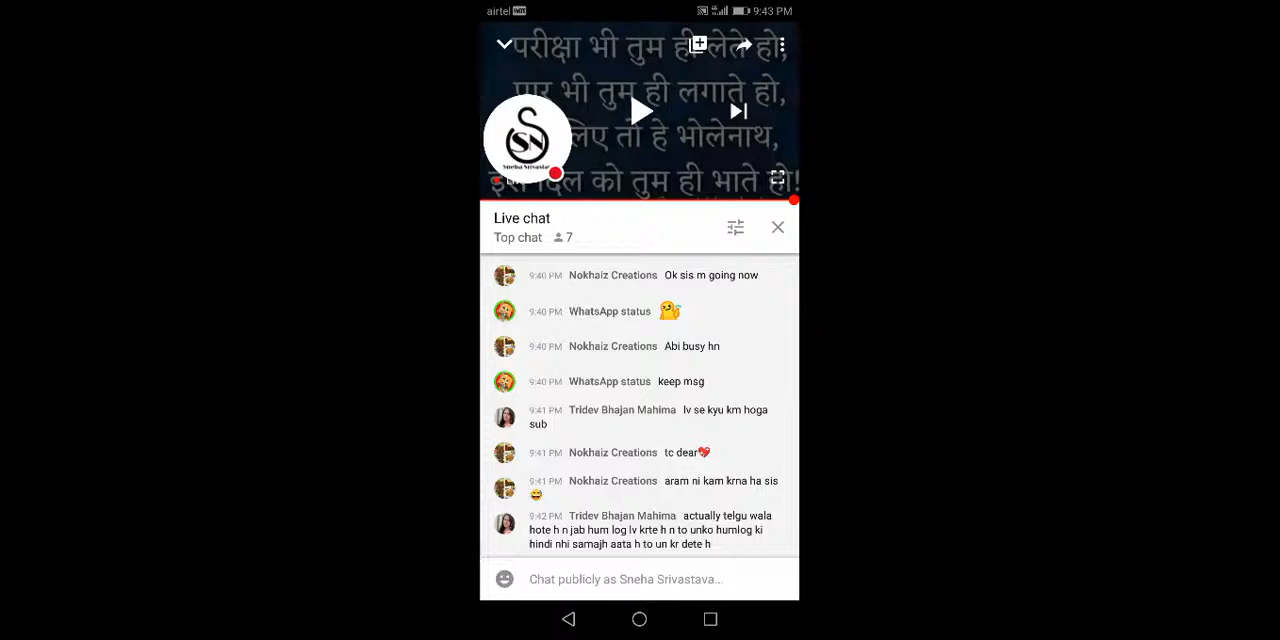 airtel
9:43 PM
परीक्षा भी तुम ही लेते हो,
पार भी तुम ही लगाते हो,
लिए तो हे भोलेनाथ,
दिल को तुम ही भाते हो!
SN
Sneha Srivastava
Live chat
Top chat 7
9:40 PM Nokhaiz Creations Ok sis m going now
9:40 PM WhatsApp status
9:40 PM Nokhaiz Creations Abi busy hn
9:40 PM WhatsApp status keep msg
9:41 PM Tridev Bhajan Mahima lv se kyu km hoga
sub
9:41 PM Nokhaiz Creations tc dear💖
9:41 PM Nokhaiz Creations aram ni kam krna ha sis
😅
9:42 PM Tridev Bhajan Mahima actually telgu wala
hote h n jab hum log lv krte h n to unko humlog ki
hindi nhi samajh aata h to un kr dete h
Chat publicly as Sneha Srivastava...